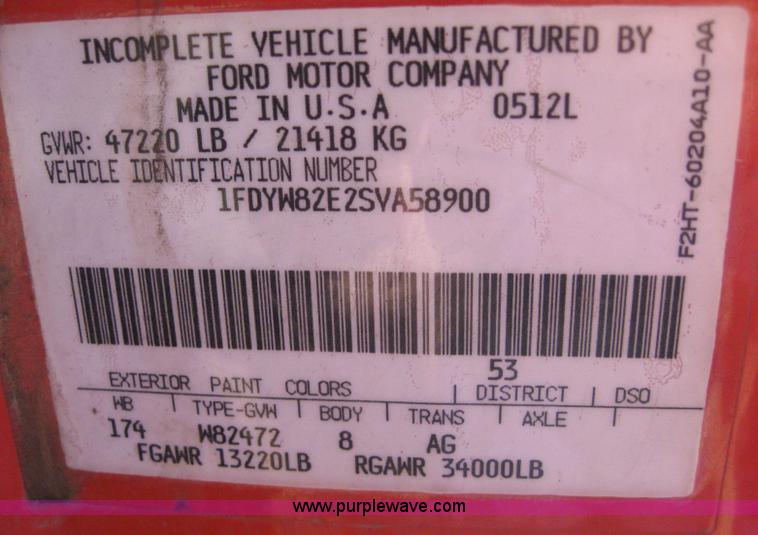 INCOMPLETE VEHICLE MANUFACTURED BY
FORD MOTOR COMPANY
MADE IN U.S.A 0512L
GVWR: 47220 LB / 21418 KG
VEHICLE IDENTIFICATION NUMBER
1FDYW82E2SVA58900
F2HT-60204A10-AA
53
EXTERIOR PAINT COLORS | DISTRICT | DSO
WB | TYPE-GVW | BODY | TRANS | AXLE |
174 W82472 8 AG
FGAWR 13220LB RGAWR 34000LB
www.purplewave.com